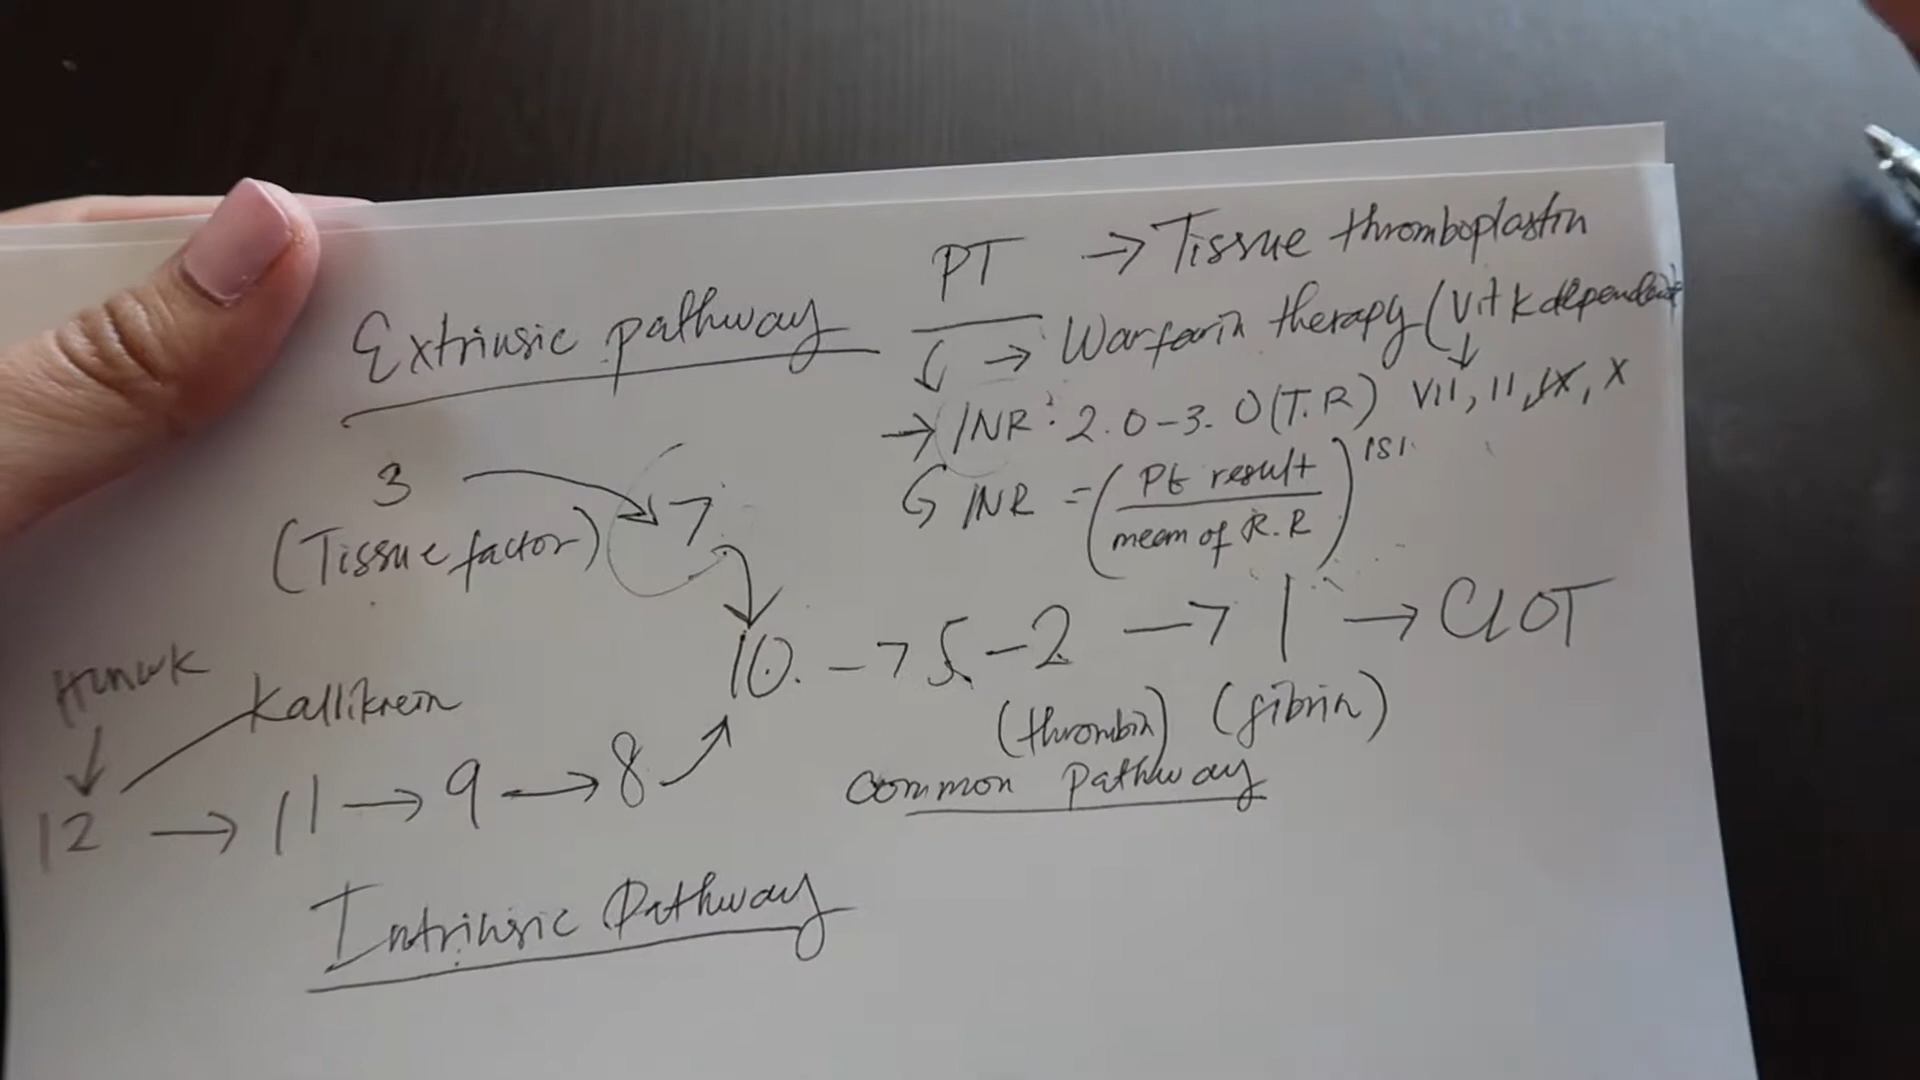 PT → Tissue thromboplastin
→ Warfarin therapy (Vit K dependent
↓
→ INR: 2.0-3.0 (T.R) VII, II, IX, X
INR = (Pt result / mean of R.R) ISI
Extrinsic pathway
3 → 7
(Tissue factor)
10 → 5 - 2 → 1 → CLOT
(thrombin) (fibrin)
Common Pathway
HMWK
Kallikrein
12 → 11 → 9 → 8
Intrinsic Pathway